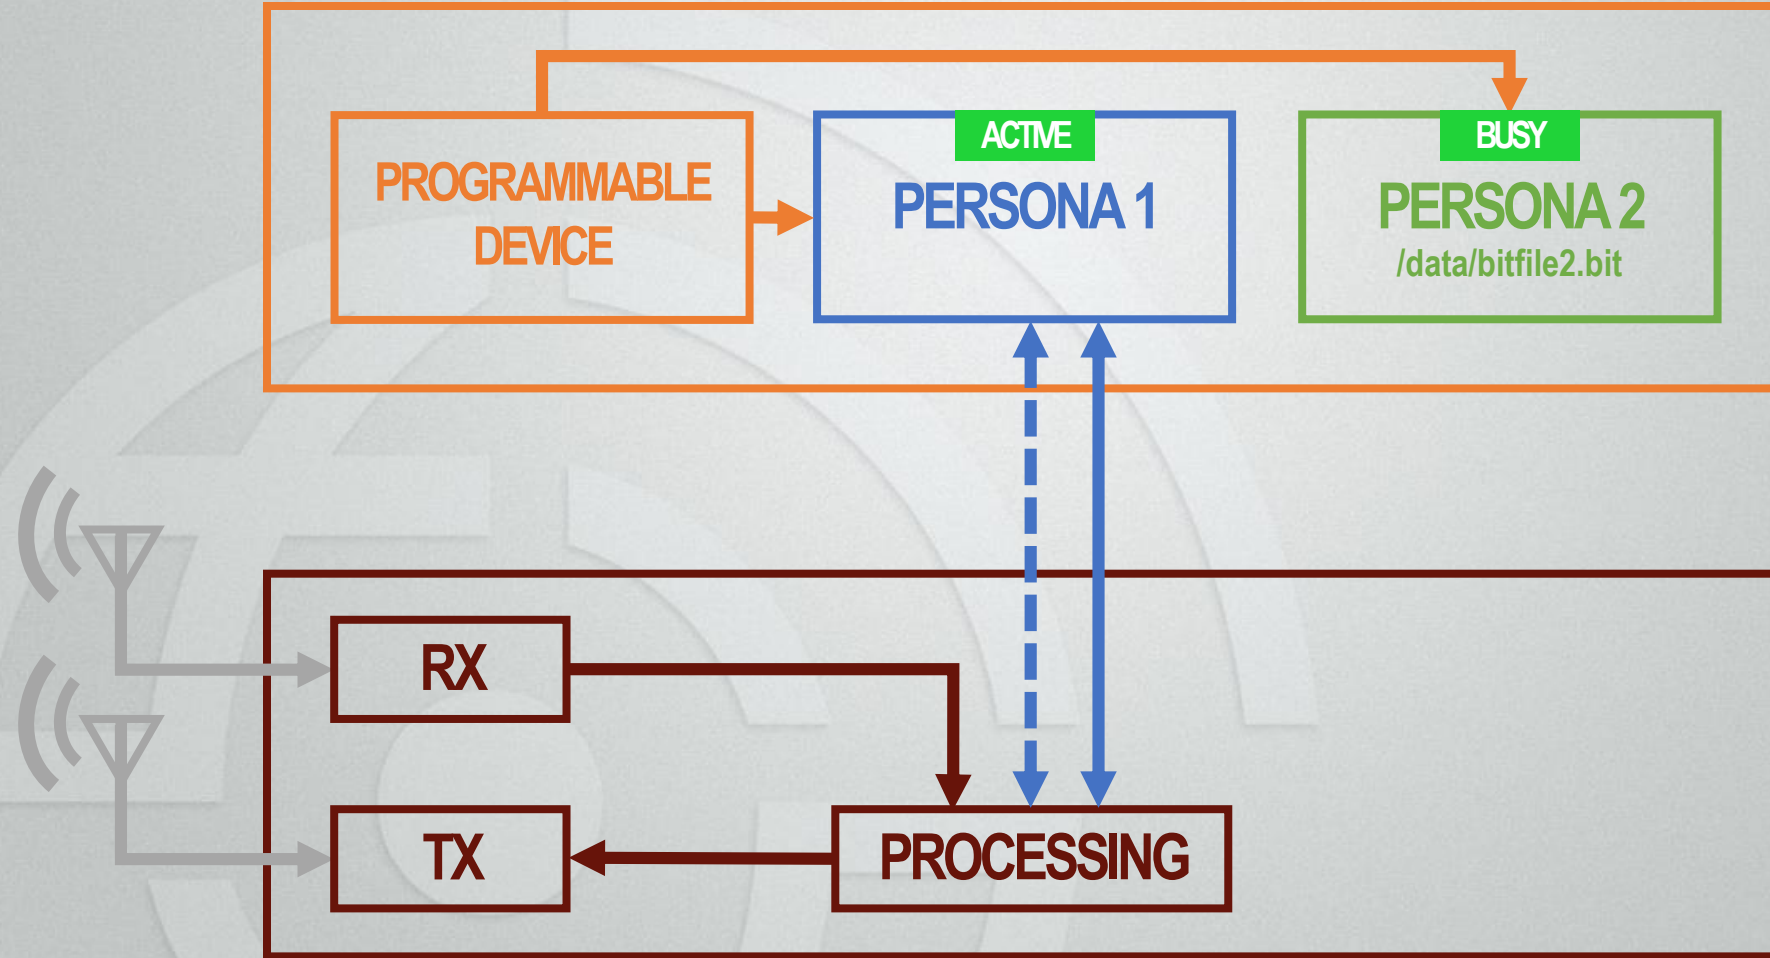 PROGRAMMABLE
DEVICE
ACTIVE
PERSONA 1
BUSY
PERSONA 2
/data/bitfile2.bit
RX
TX
PROCESSING